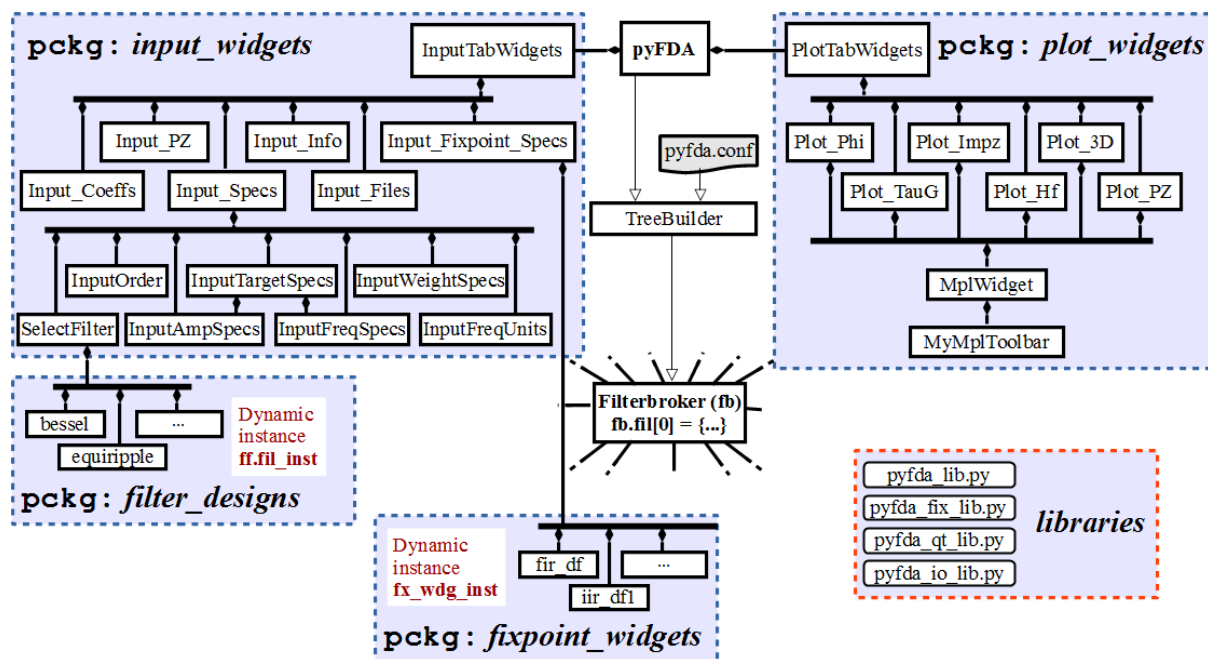 pckg: input_widgets
InputTabWidgets
pyFDA
PlotTabWidgets
pckg: plot_widgets
Input_PZ
Input_Info
Input_Fixpoint_Specs
Input_Coeffs
Input_Specs
Input_Files
pyfda.conf
TreeBuilder
Plot_Phi
Plot_Impz
Plot_3D
Plot_TauG
Plot_Hf
Plot_PZ
InputOrder
InputTargetSpecs
InputWeightSpecs
SelectFilter
InputAmpSpecs
InputFreqSpecs
InputFreqUnits
MplWidget
MyMplToolbar
Filterbroker (fb)
fb.fil[0] = {...}
bessel
...
equiripple
Dynamic
instance
ff.fil_inst
pckg: filter_designs
Dynamic
instance
fx_wdg_inst
fir_df
...
iir_df1
pckg: fixpoint_widgets
pyfda_lib.py
pyfda_fix_lib.py
pyfda_qt_lib.py
pyfda_io_lib.py
libraries